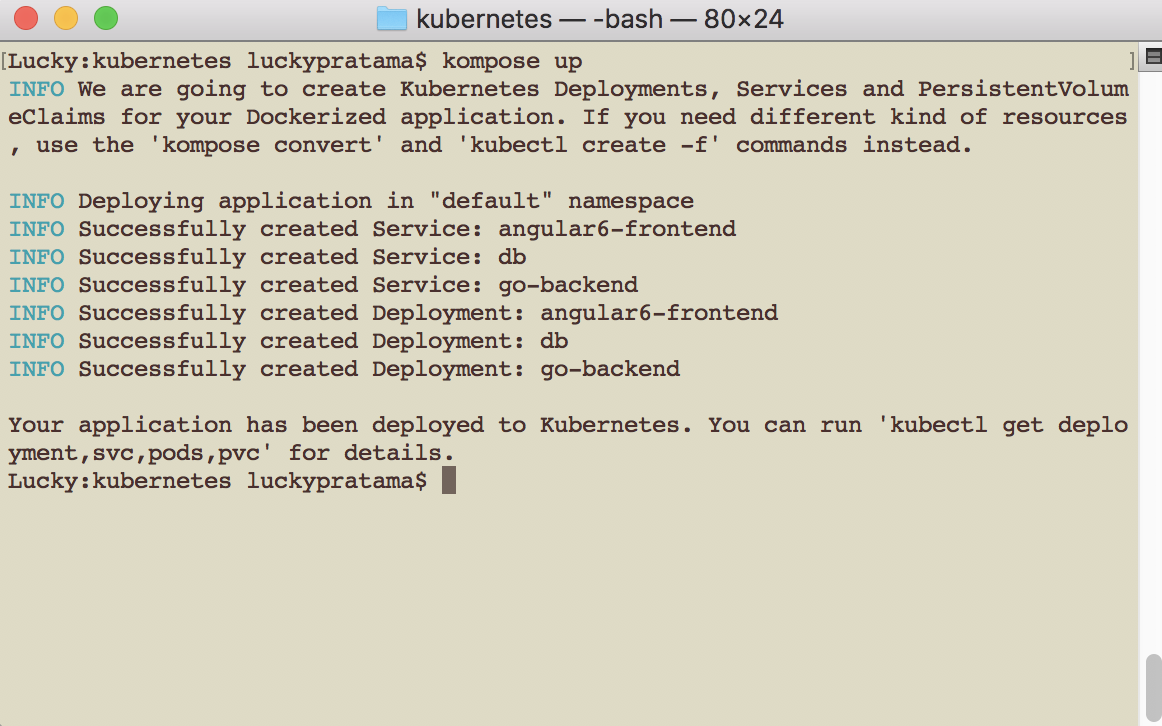 kubernetes — -bash — 80×24
[Lucky:kubernetes luckypratama$ kompose up ]
INFO We are going to create Kubernetes Deployments, Services and PersistentVolum
eClaims for your Dockerized application. If you need different kind of resources
, use the 'kompose convert' and 'kubectl create -f' commands instead.
INFO Deploying application in "default" namespace
INFO Successfully created Service: angular6-frontend
INFO Successfully created Service: db
INFO Successfully created Service: go-backend
INFO Successfully created Deployment: angular6-frontend
INFO Successfully created Deployment: db
INFO Successfully created Deployment: go-backend
Your application has been deployed to Kubernetes. You can run 'kubectl get deplo
yment,svc,pods,pvc' for details.
Lucky:kubernetes luckypratama$